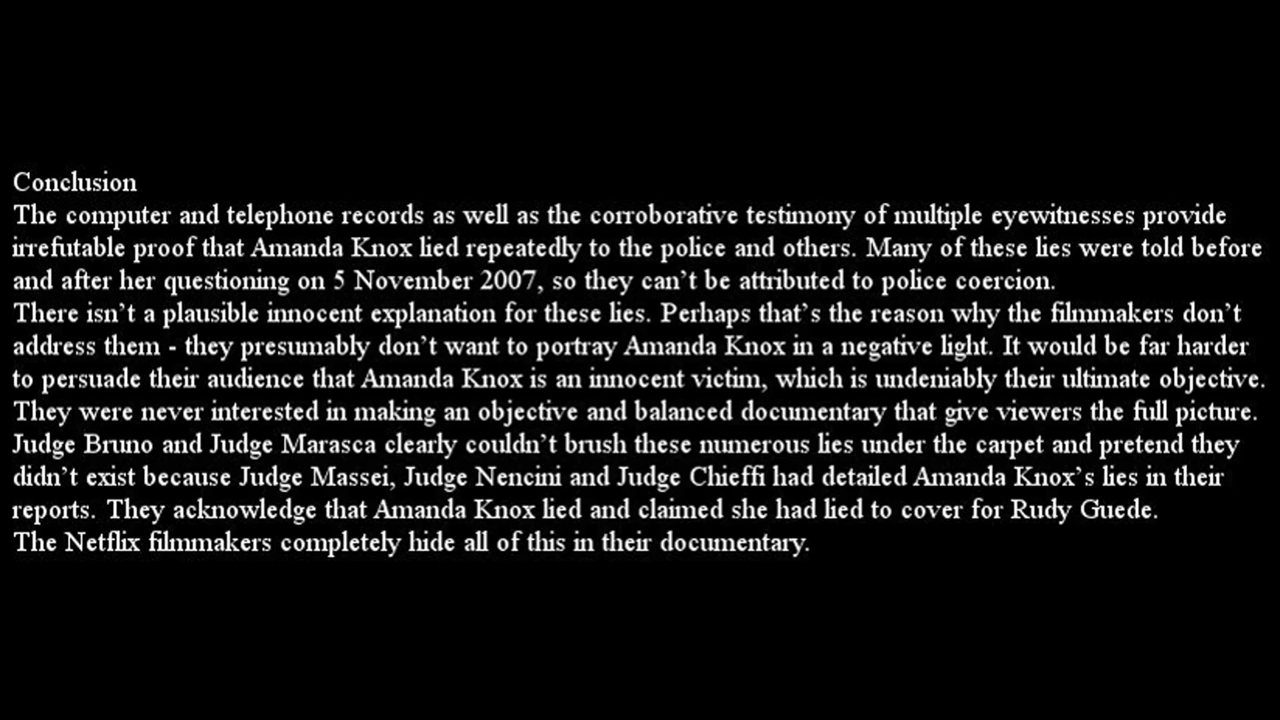 Conclusion
The computer and telephone records as well as the corroborative testimony of multiple eyewitnesses provide
irrefutable proof that Amanda Knox lied repeatedly to the police and others. Many of these lies were told before
and after her questioning on 5 November 2007, so they can’t be attributed to police coercion.
There isn’t a plausible innocent explanation for these lies. Perhaps that’s the reason why the filmmakers don’t
address them - they presumably don’t want to portray Amanda Knox in a negative light. It would be far harder
to persuade their audience that Amanda Knox is an innocent victim, which is undeniably their ultimate objective.
They were never interested in making an objective and balanced documentary that give viewers the full picture.
Judge Bruno and Judge Marasca clearly couldn’t brush these numerous lies under the carpet and pretend they
didn’t exist because Judge Massei, Judge Nencini and Judge Chieffi had detailed Amanda Knox’s lies in their
reports. They acknowledge that Amanda Knox lied and claimed she had lied to cover for Rudy Guede.
The Netflix filmmakers completely hide all of this in their documentary.